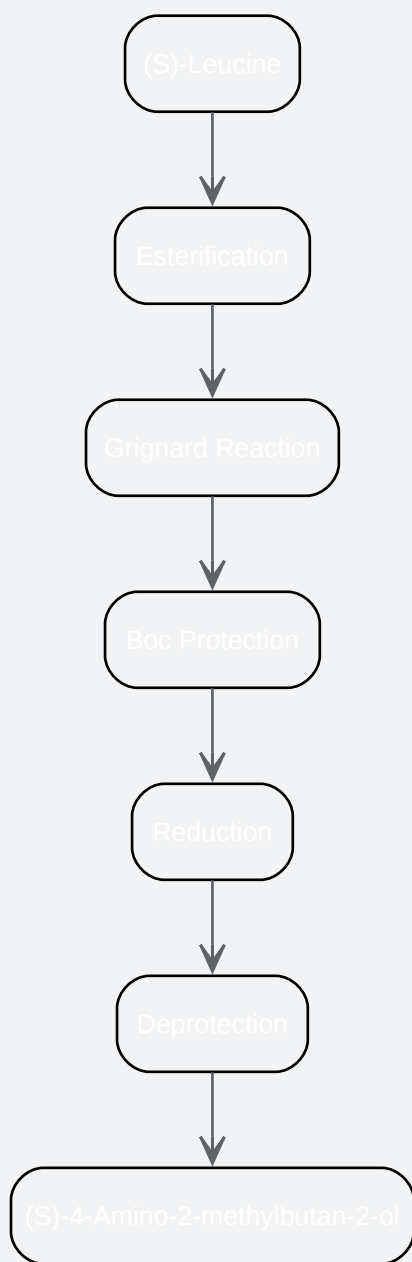 (S)-Leucine
Esterification
Grignard Reaction
Boc Protection
Reduction
Deprotection
(S)-4-Amino-2-methylbutan-2-ol